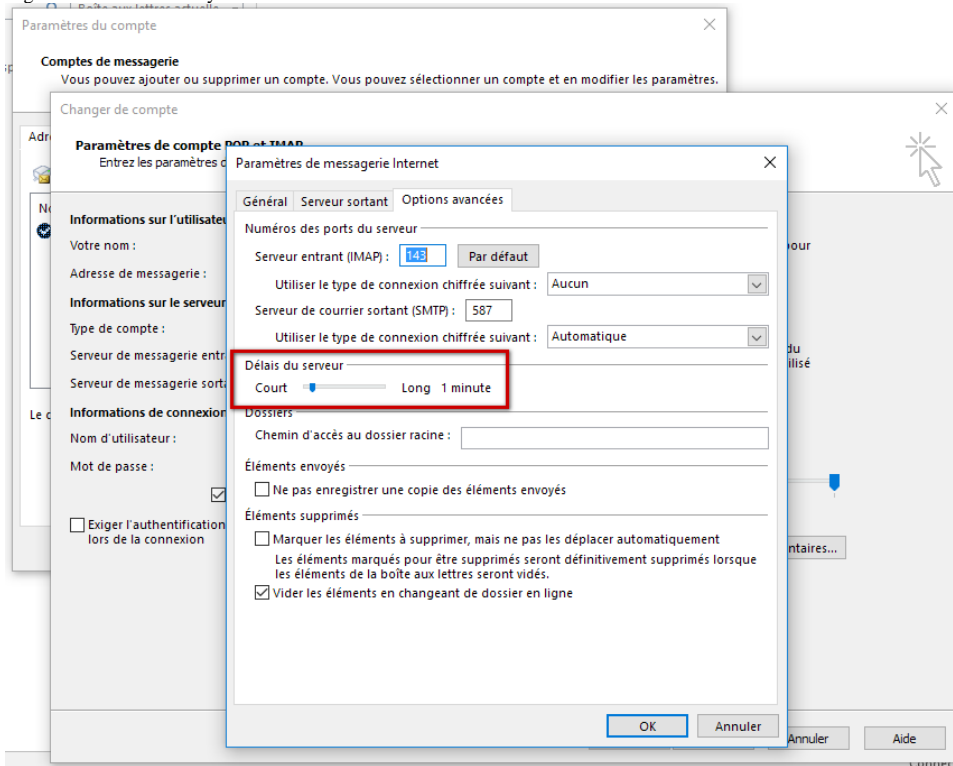 Boîte aux lettres actuelle
Paramètres du compte
Comptes de messagerie
Vous pouvez ajouter ou supprimer un compte. Vous pouvez sélectionner un compte et en modifier les paramètres.
Changer de compte
Adr
Paramètres de compte POP et IMAP
Entrez les paramètres
Paramètres de messagerie Internet
Général Serveur sortant Options avancées
Numéros des ports du serveur
Serveur entrant (IMAP) : 143 Par défaut
Utiliser le type de connexion chiffrée suivant : Aucun
Serveur de courrier sortant (SMTP) : 587
Utiliser le type de connexion chiffrée suivant : Automatique
Délais du serveur
Court Long 1 minute
Dossiers
Chemin d'accès au dossier racine :
Éléments envoyés
Ne pas enregistrer une copie des éléments envoyés
Éléments supprimés
Marquer les éléments à supprimer, mais ne pas les déplacer automatiquement
Les éléments marqués pour être supprimés seront définitivement supprimés lorsque
les éléments de la boîte aux lettres seront vidés.
Vider les éléments en changeant de dossier en ligne
OK Annuler
Informations sur l'utilisateu
Votre nom :
Adresse de messagerie :
Informations sur le serveur
Type de compte :
Serveur de messagerie entr
Serveur de messagerie sorta
Informations de connexion
Nom d'utilisateur :
Mot de passe :
Exiger l'authentification
lors de la connexion
No
Le c
our
du
ilisé
ntaires...
Annuler Aide